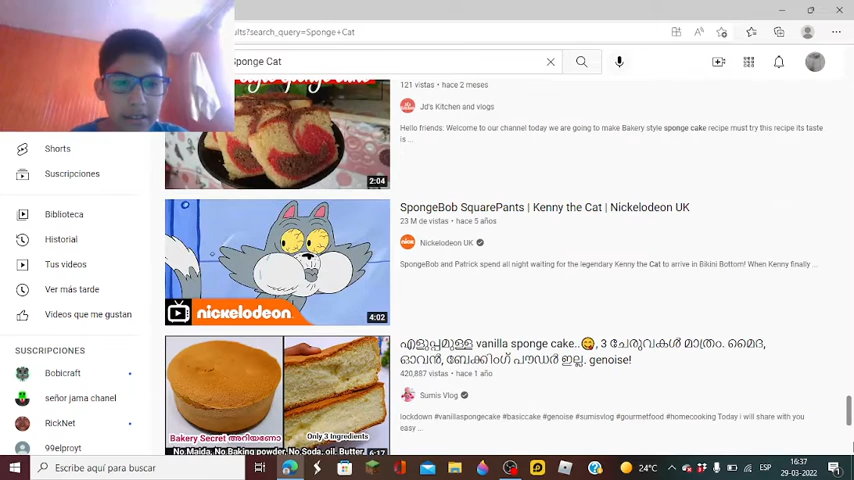 ults?search_query=Sponge+Cat
Sponge Cat
style sponge cake
2:04
121 vistas • hace 2 meses
Jd's Kitchen and vlogs
Hello friends: Welcome to our channel today we are going to make Bakery style sponge cake recipe must try this recipe its taste
is ...
Shorts
Suscripciones
Biblioteca
Historial
Tus videos
Ver más tarde
Videos que me gustan
SUSCRIPCIONES
Bobicraft
señor jama channel
RickNet
99elproyt
nickelodeon
4:02
SpongeBob SquarePants | Kenny the Cat | Nickelodeon UK
23 M de vistas • hace 5 años
Nickelodeon UK
SpongeBob and Patrick spend all night waiting for the legendary Kenny the Cat to arrive in Bikini Bottom! When Kenny finally ...
Bakery Secret അറിയണോ
Only 3 Ingredients
No Maida, No Baking powder, No Soda, oil, Butter
6:17
എളുപ്പമുള്ള vanilla sponge cake..😋, 3 ചേരുവകൾ മാത്രം. മൈദ,
ഓവൻ, ബേക്കിംഗ് പൗഡർ ഇല്ല. genoise!
420,887 vistas • hace 1 año
Sumis Vlog
lockdown #vanillaspongecake #basiccake #genoise #sumisvlog #gourmetfood #homecooking Today i will share with you
easy ...
Escribe aquí para buscar
24°C
ESP
16:37
29-03-2022